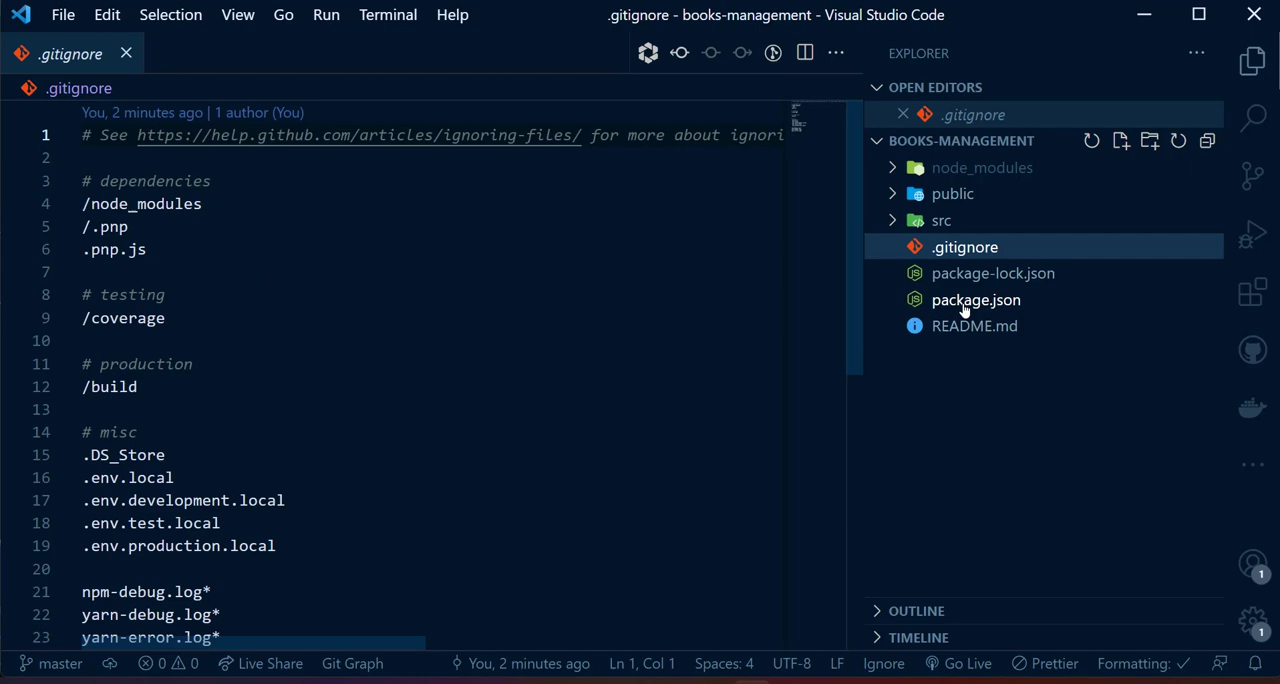 File Edit Selection View Go Run Terminal Help .gitignore - books-management - Visual Studio Code
.gitignore
.gitignore
You, 2 minutes ago | 1 author (You)
1 # See https://help.github.com/articles/ignoring-files/ for more about ignori
2
3 # dependencies
4 /node_modules
5 /.pnp
6 .pnp.js
7
8 # testing
9 /coverage
10
11 # production
12 /build
13
14 # misc
15 .DS_Store
16 .env.local
17 .env.development.local
18 .env.test.local
19 .env.production.local
20
21 npm-debug.log*
22 yarn-debug.log*
23 yarn-error.log*
EXPLORER
OPEN EDITORS
.gitignore
BOOKS-MANAGEMENT
node_modules
public
src
.gitignore
package-lock.json
package.json
README.md
OUTLINE
TIMELINE
1
1
master 0 0 Live Share Git Graph You, 2 minutes ago Ln 1, Col 1 Spaces: 4 UTF-8 LF Ignore Go Live Prettier Formatting: ✓